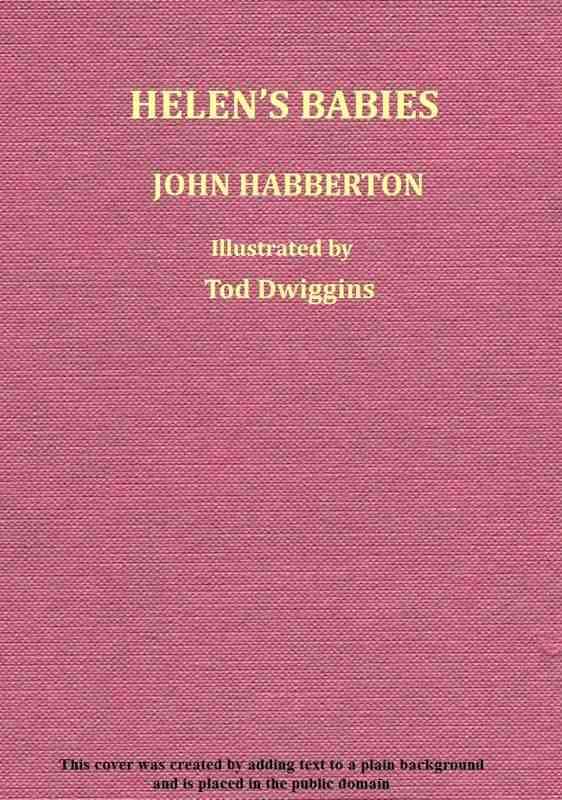 HELEN’S BABIES
JOHN HABBERTON
Illustrated by
Tod Dwiggins
This cover was created by adding text to a plain background
and is placed in the public domain